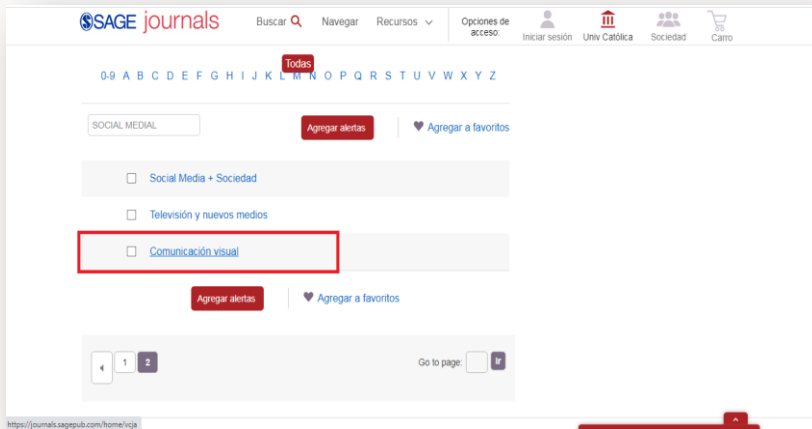 SAGE journals
Buscar Navegar Recursos Opciones de acceso: Iniciar sesión Univ Católica Sociedad Carro
Todas
0-9 A B C D E F G H I J K L M N O P Q R S T U V W X Y Z
SOCIAL MEDIAL Agregar alertas Agregar a favoritos
Social Media + Sociedad
Televisión y nuevos medios
Comunicación visual
Agregar alertas Agregar a favoritos
1 2 Go to page: Ir
https://journals.sagepub.com/home/vcja